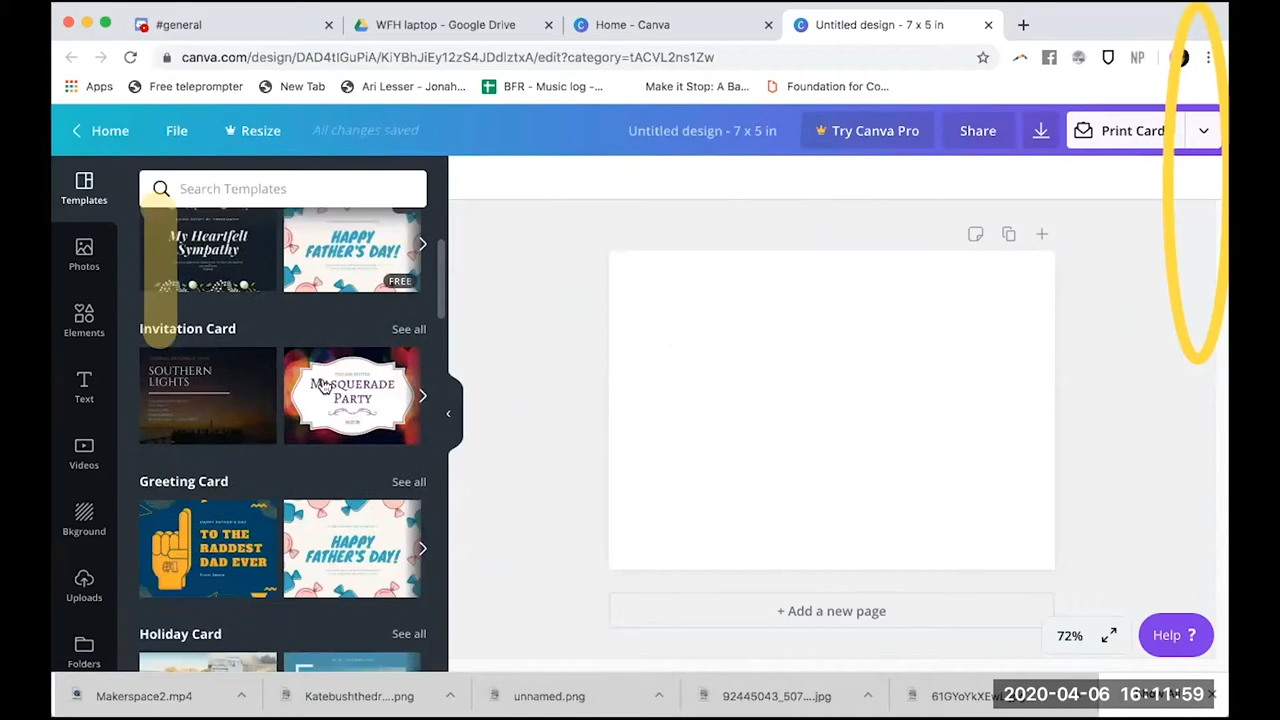 #general
WFH laptop - Google Drive
Home - Canva
Untitled design - 7 x 5 in
canva.com/design/DAD4tIGuPiA/KiYBhJiEy12zS4JDdIztxA/edit?category=tACVL2ns1Zw
NP
Apps
Free teleprompter
New Tab
Ari Lesser - Jonah...
BFR - Music log -...
Make it Stop: A Ba...
Foundation for Co...
Home
File
Resize
All changes saved
Untitled design - 7 x 5 in
Try Canva Pro
Share
Print Card
Templates
Photos
Elements
Text
Videos
Bkground
Uploads
Folders
Search Templates
My Heartfelt
Sympathy
HAPPY
FATHER'S DAY!
FREE
Invitation Card
See all
SOUTHERN
LIGHTS
MASQUERADE
PARTY
Greeting Card
See all
#1
HAPPY FATHER'S DAY!
TO THE
RADDEST
DAD EVER
HAPPY
FATHER'S DAY!
Holiday Card
See all
+ Add a new page
72%
Help ?
Makerspace2.mp4
Katebushthedr....png
unnamed.png
92445043_507....jpg
2020-04-06 16:11:59